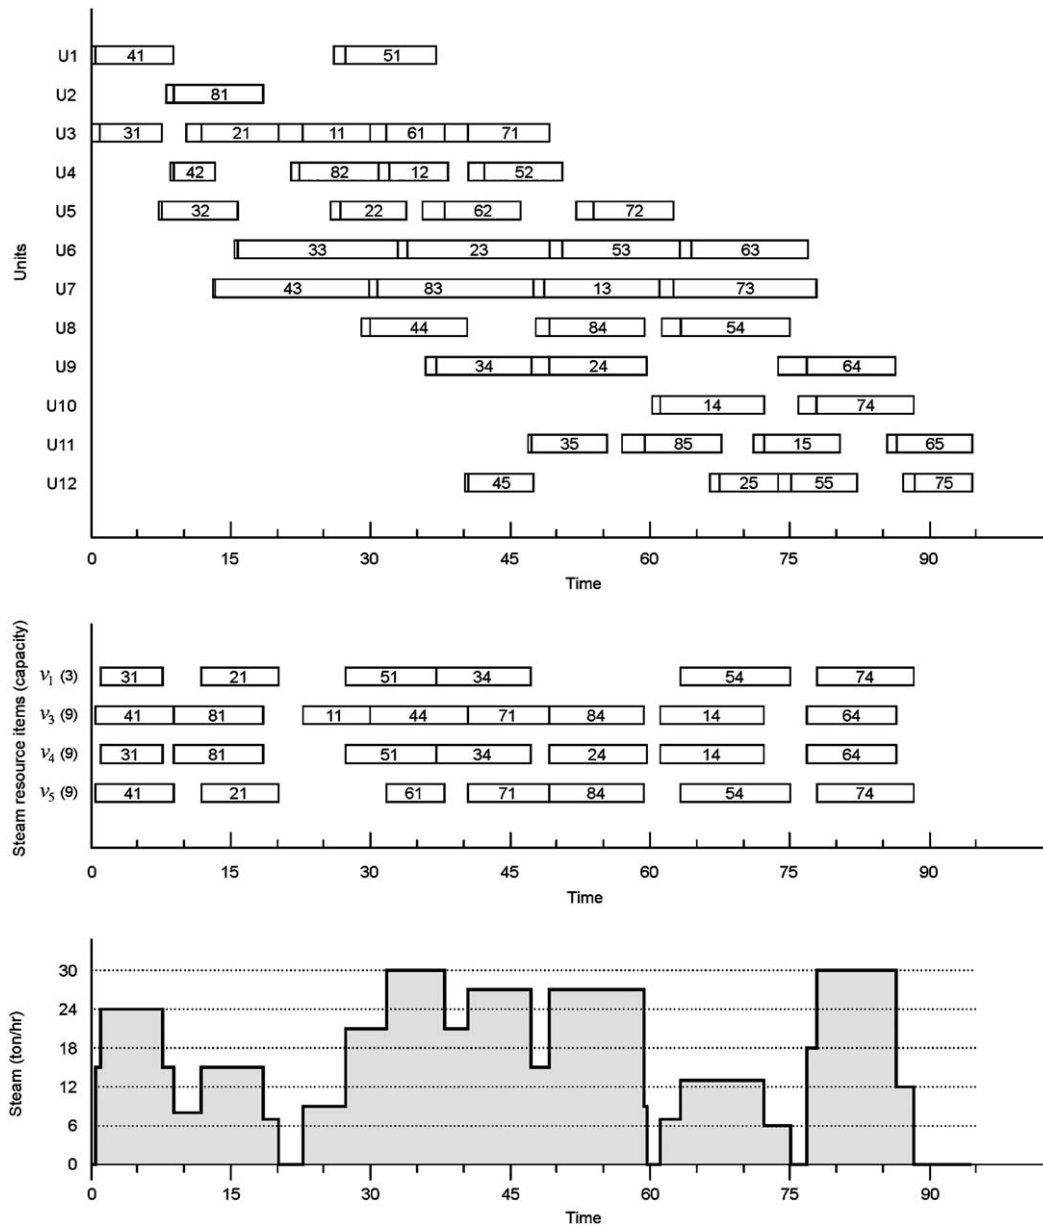 U1 41 51
U2 81
U3 31 21 11 61 71
U4 42 82 12 52
U5 32 22 62 72
U6 33 23 53 63
U7 43 83 13 73
U8 44 84 54
U9 34 24 64
U10 14 74
U11 35 85 15 65
U12 45 25 55 75
Units
0 15 30 45 60 75 90
Time
Steam resource items (capacity)
ν1 (3) 31 21 51 34 54 74
ν3 (9) 41 81 11 44 71 84 14 64
ν4 (9) 31 81 51 34 24 14 64
ν5 (9) 41 21 61 71 84 54 74
0 15 30 45 60 75 90
Time
Steam (ton/hr)
30
24
18
12
6
0
0 15 30 45 60 75 90
Time